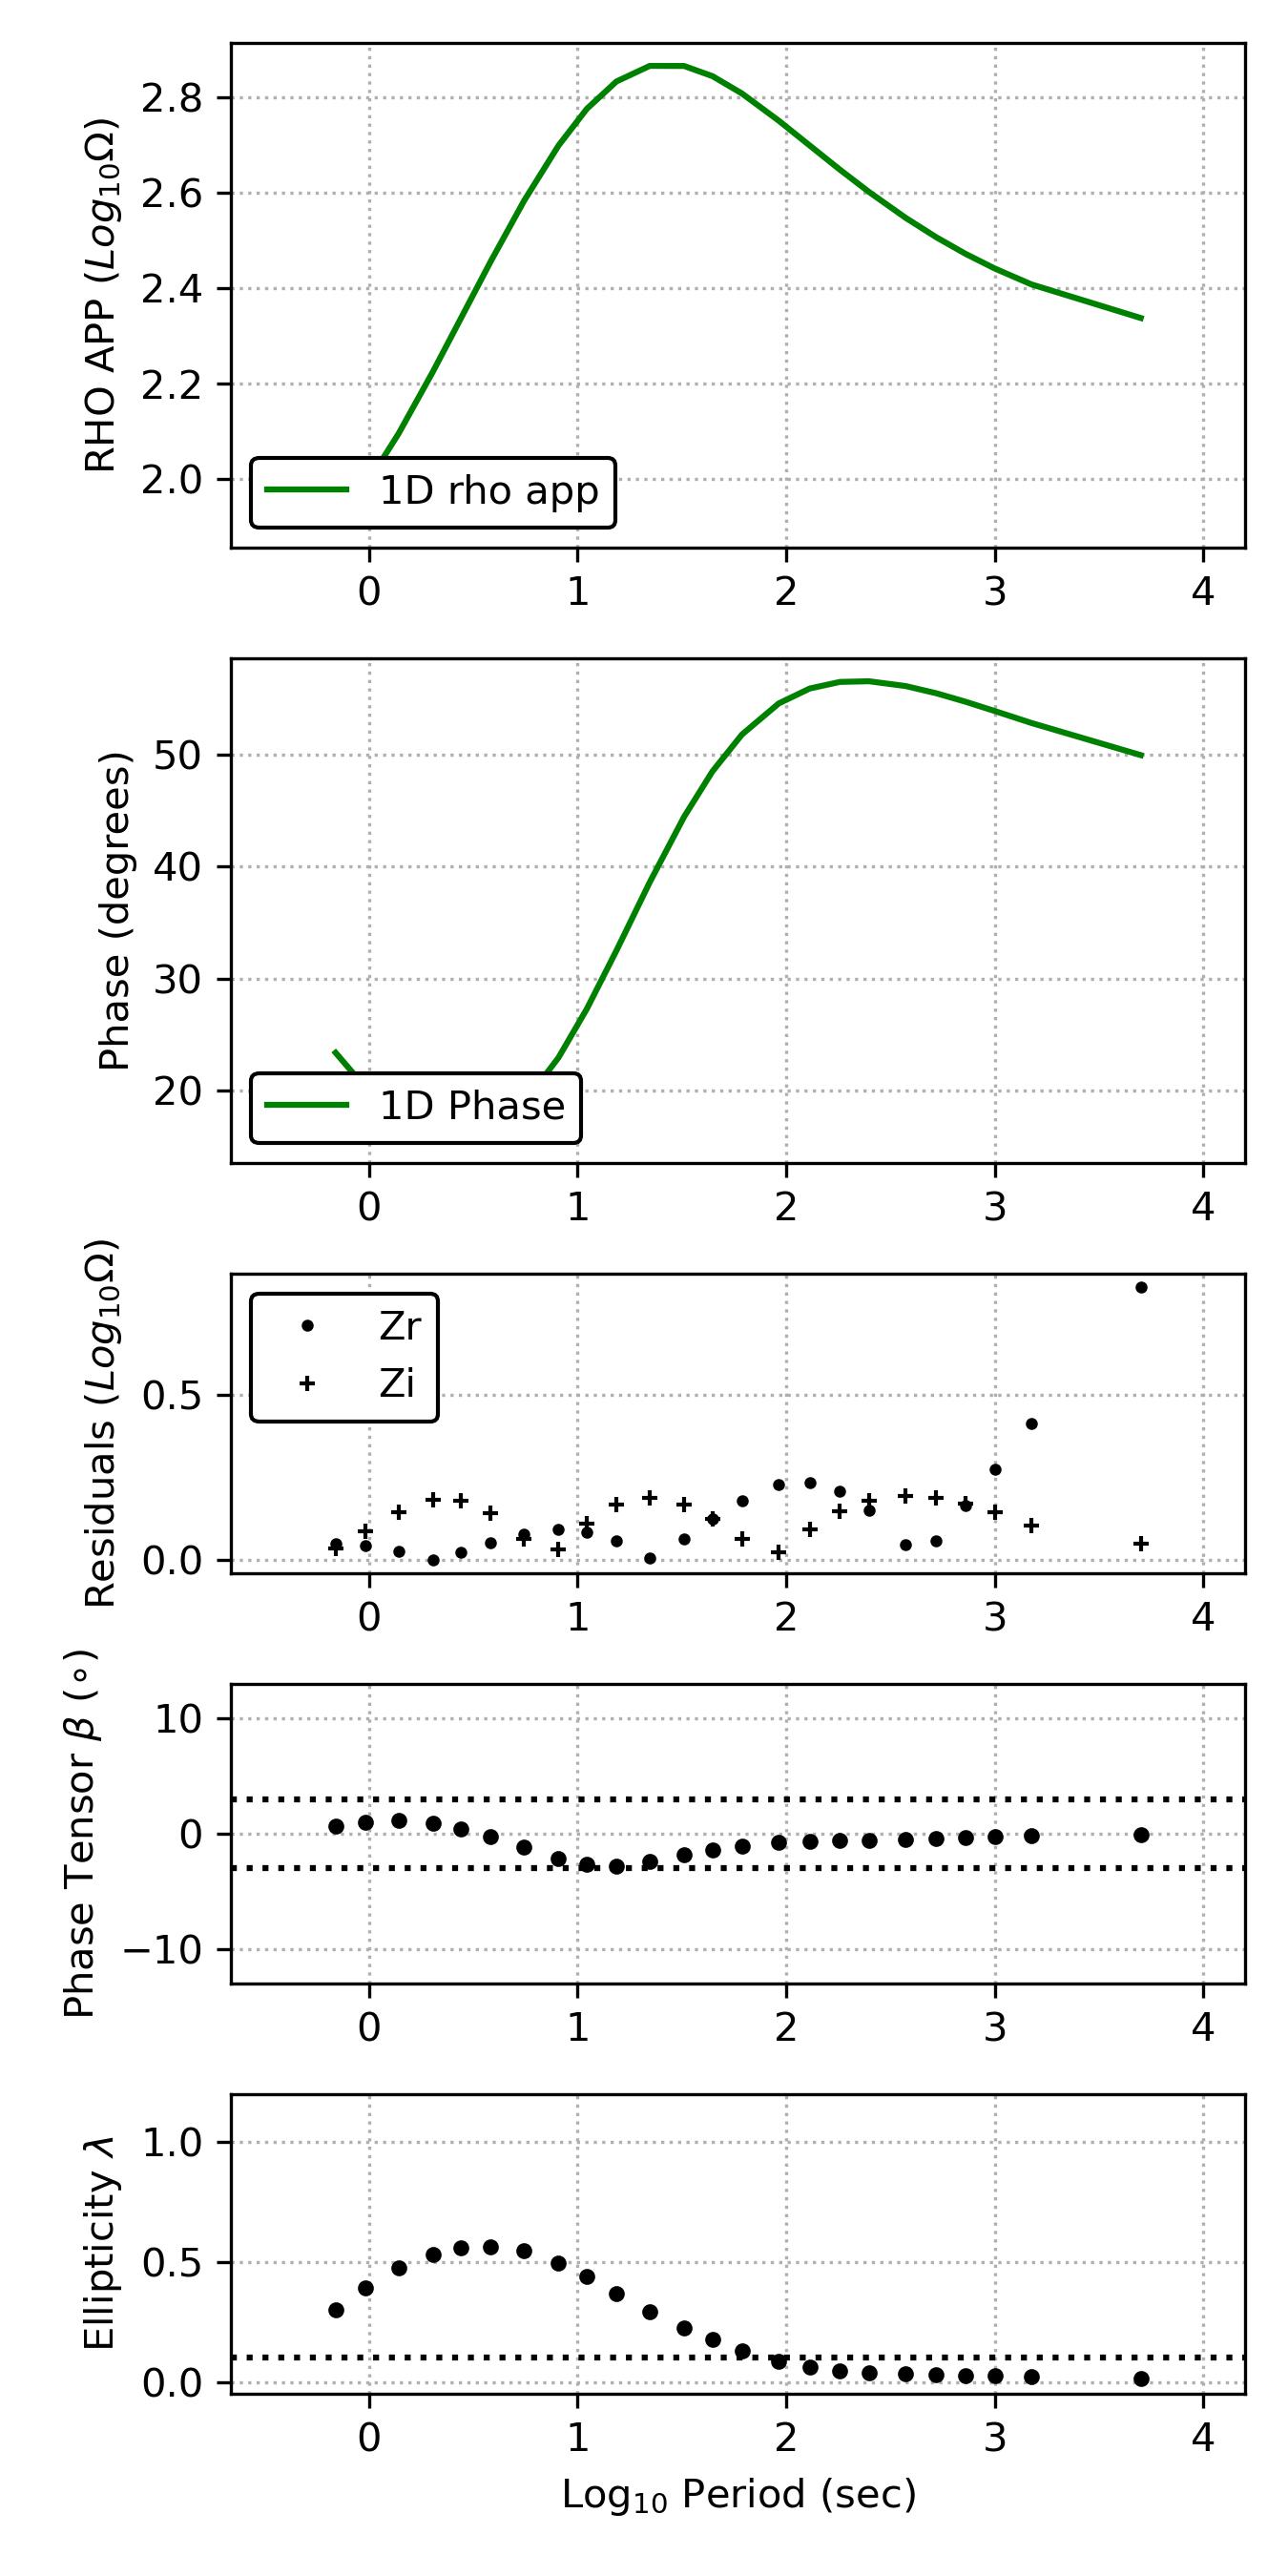 RHO APP (Log10Ω)
2.8
2.6
2.4
2.2
2.0
1D rho app
0 1 2 3 4
Phase (degrees)
50
40
30
20
1D Phase
0 1 2 3 4
Residuals (Log10Ω)
Zr
Zi
0.5
0.0
0 1 2 3 4
Phase Tensor β (∘)
10
0
−10
0 1 2 3 4
Ellipticity λ
1.0
0.5
0.0
0 1 2 3 4
Log10 Period (sec)